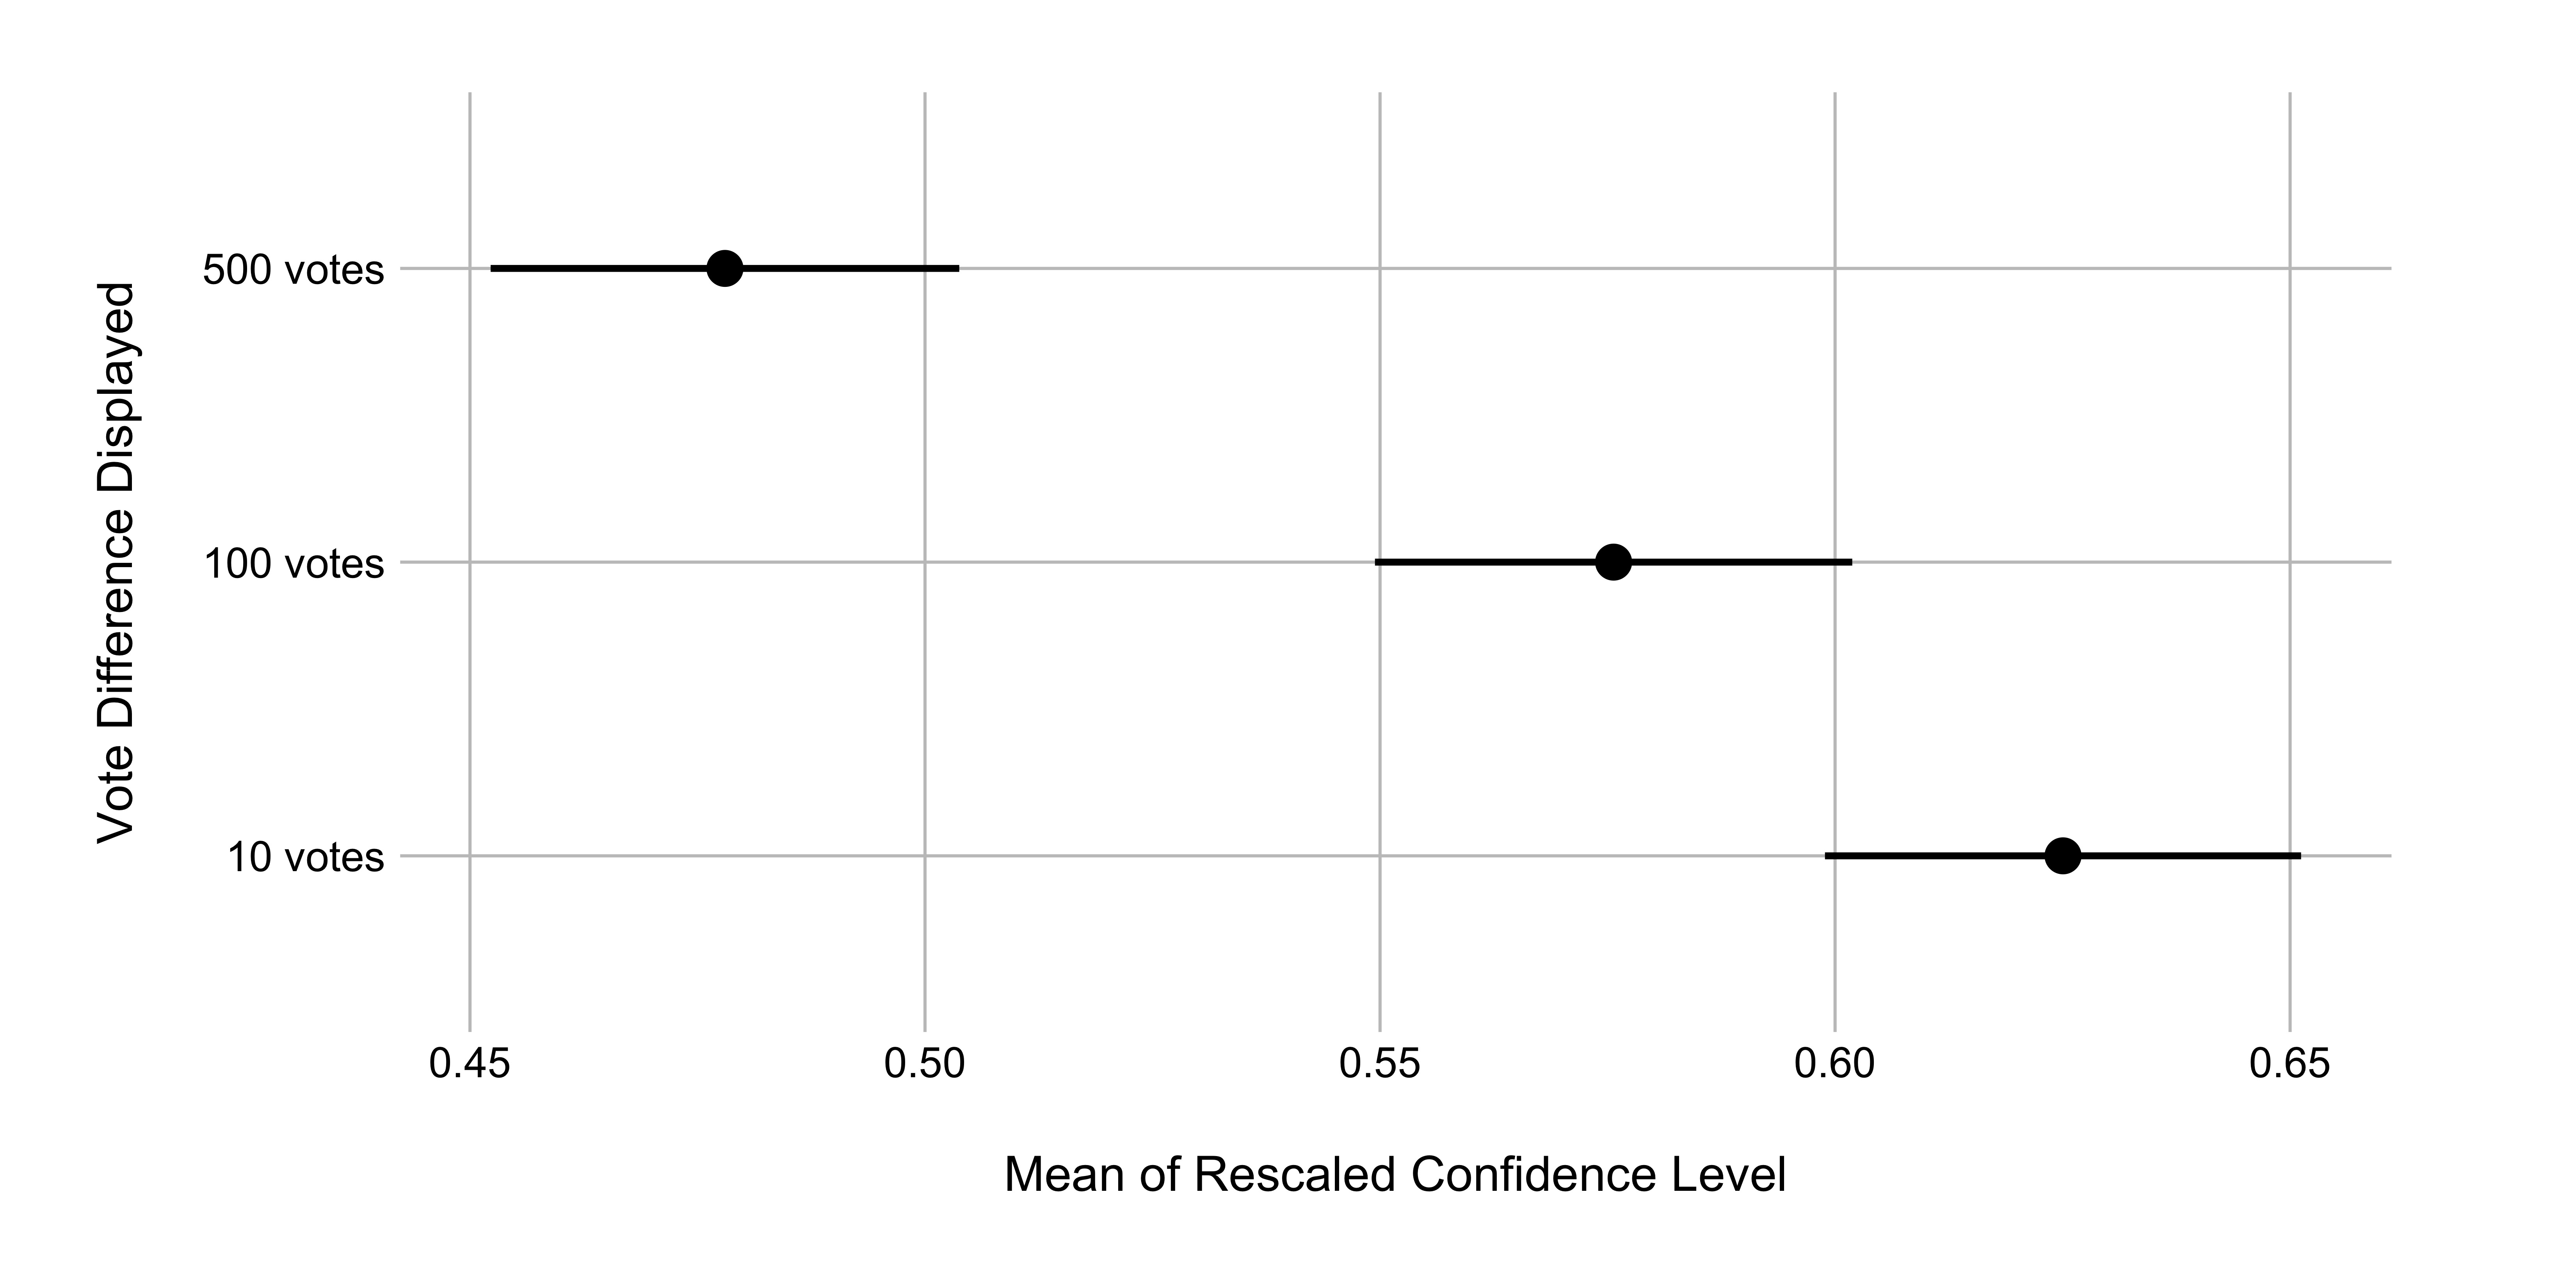 Vote Difference Displayed
500 votes
100 votes
10 votes
0.45 0.50 0.55 0.60 0.65
Mean of Rescaled Confidence Level